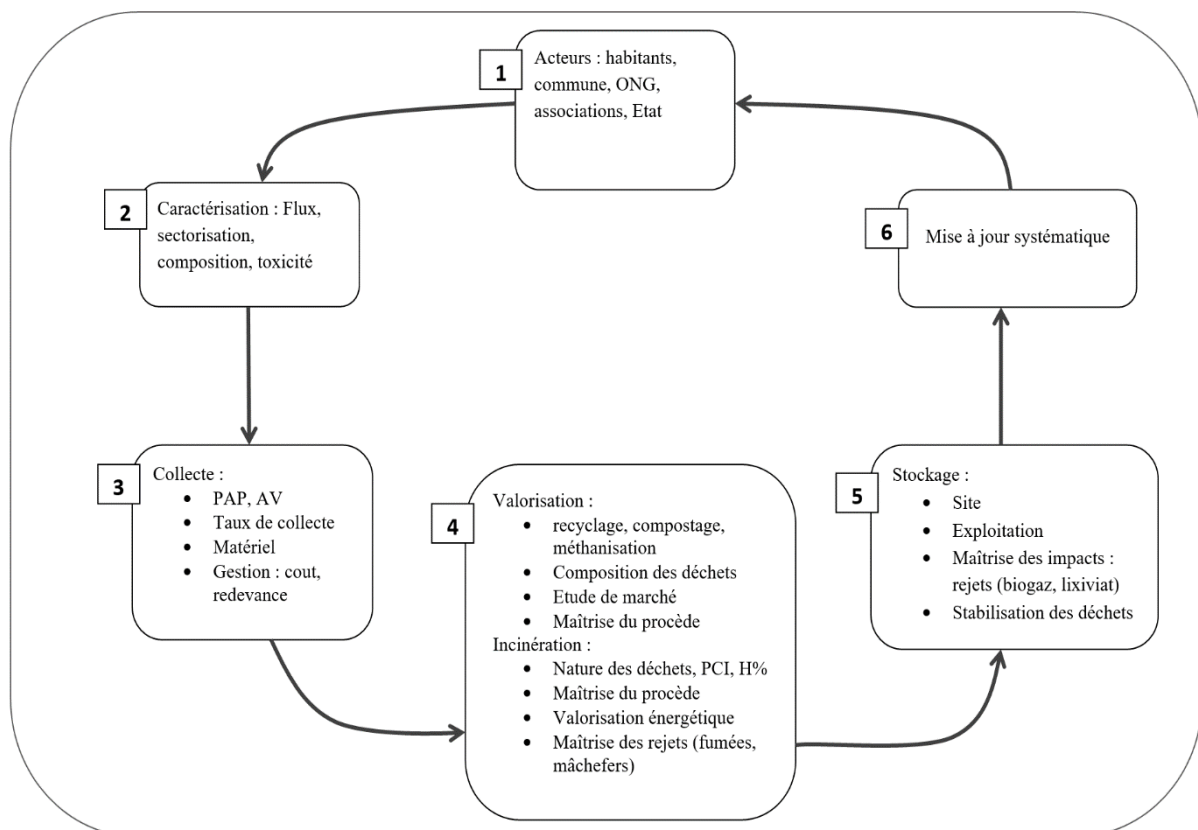 1
Acteurs : habitants,
commune, ONG,
associations, Etat
2
Caractérisation : Flux,
sectorisation,
composition, toxicité
3
Collecte :
• PAP, AV
• Taux de collecte
• Matériel
• Gestion : cout,
redevance
4
Valorisation :
• recyclage, compostage,
méthanisation
• Composition des déchets
• Etude de marché
• Maîtrise du procède
Incinération :
• Nature des déchets, PCI, H%
• Maîtrise du procède
• Valorisation énergétique
• Maîtrise des rejets (fumées,
mâchefers)
5
Stockage :
• Site
• Exploitation
• Maîtrise des impacts :
rejets (biogaz, lixiviat)
• Stabilisation des déchets
6
Mise à jour systématique